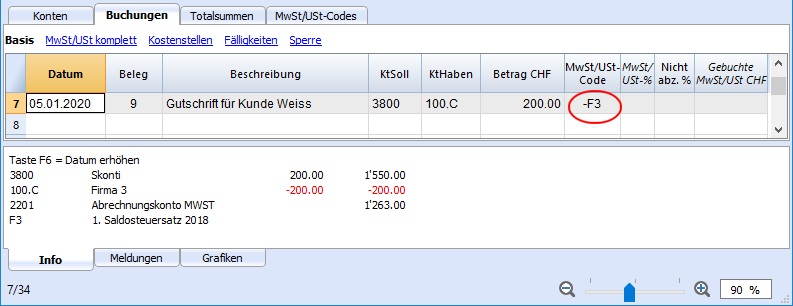 Konten Buchungen Totalsummen MwSt/USt-Codes
Basis MwSt/USt komplett Kostenstellen Fälligkeiten Sperre
Datum Beleg Beschreibung KtSoll KtHaben Betrag CHF MwSt/USt-Code MwSt/USt-% Nicht abz. % Gebuchte MwSt/USt CHF
7 05.01.2020 9 Gutschrift für Kunde Weiss 3800 100.C 200.00 -F3
8
Taste F6 = Datum erhöhen
3800 Skonti 200.00 1'550.00
100.C Firma 3 -200.00 -200.00
2201 Abrechnungskonto MWST 1'263.00
F3 1. Saldosteuersatz 2018
Info Meldungen Grafiken
7/34 90 %